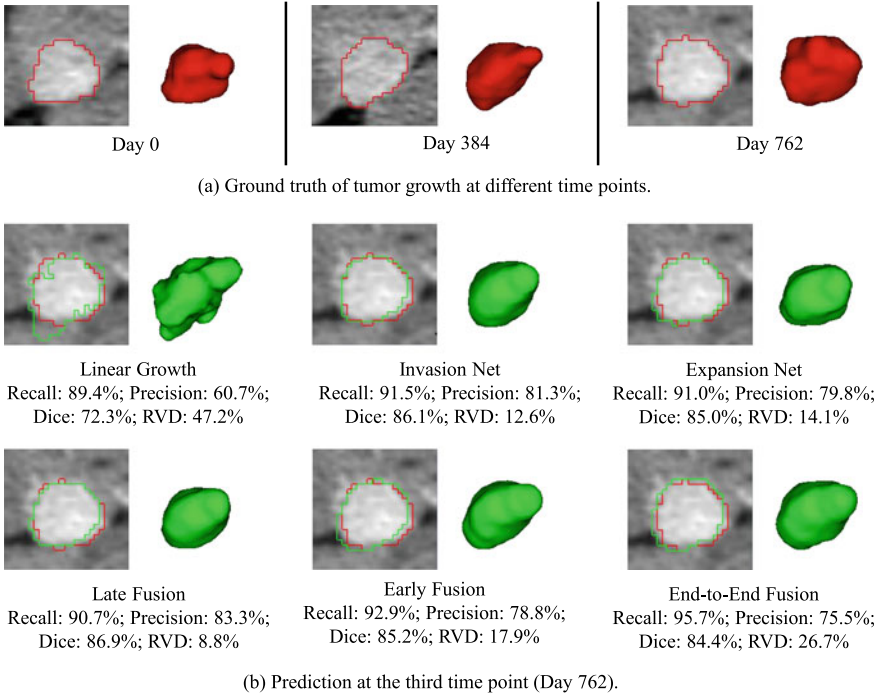 Day 0
Day 384
Day 762
(a) Ground truth of tumor growth at different time points.
Linear Growth
Recall: 89.4%; Precision: 60.7%;
Dice: 72.3%; RVD: 47.2%
Invasion Net
Recall: 91.5%; Precision: 81.3%;
Dice: 86.1%; RVD: 12.6%
Expansion Net
Recall: 91.0%; Precision: 79.8%;
Dice: 85.0%; RVD: 14.1%
Late Fusion
Recall: 90.7%; Precision: 83.3%;
Dice: 86.9%; RVD: 8.8%
Early Fusion
Recall: 92.9%; Precision: 78.8%;
Dice: 85.2%; RVD: 17.9%
End-to-End Fusion
Recall: 95.7%; Precision: 75.5%;
Dice: 84.4%; RVD: 26.7%
(b) Prediction at the third time point (Day 762).